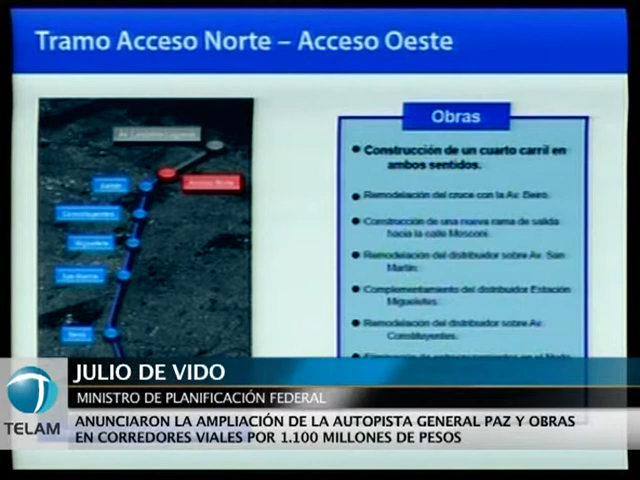 Tramo Acceso Norte – Acceso Oeste
Obras
Construcción de un cuarto carril en
ambos sentidos.
Remodelación del cruce con la Av. Beiro.
Construcción de una nueva rama de salida
hacia la calle Mosconi.
Remodelación del distribuidor sobre Av. San
Martín.
Complementamiento del distribuidor Estación
Migueletes.
Remodelación del distribuidor sobre Av.
Constituyentes.
Acceso Norte
Constituyentes
Migueletes
San Martín
Beiró
JULIO DE VIDO
MINISTRO DE PLANIFICACIÓN FEDERAL
TELAM
ANUNCIARON LA AMPLIACIÓN DE LA AUTOPISTA GENERAL PAZ Y OBRAS
EN CORREDORES VIALES POR 1.100 MILLONES DE PESOS